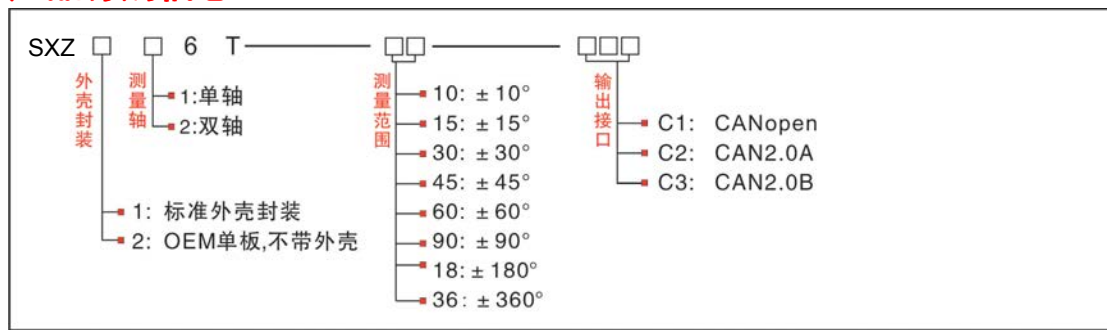 SXZ □ □ 6 T □□ □□□
外壳封装
测量轴
1:单轴
2:双轴
1: 标准外壳封装
2: OEM单板,不带外壳
测量范围
10: ±10°
15: ±15°
30: ±30°
45: ±45°
60: ±60°
90: ±90°
18: ±180°
36: ±360°
输出接口
C1: CANopen
C2: CAN2.0A
C3: CAN2.0B